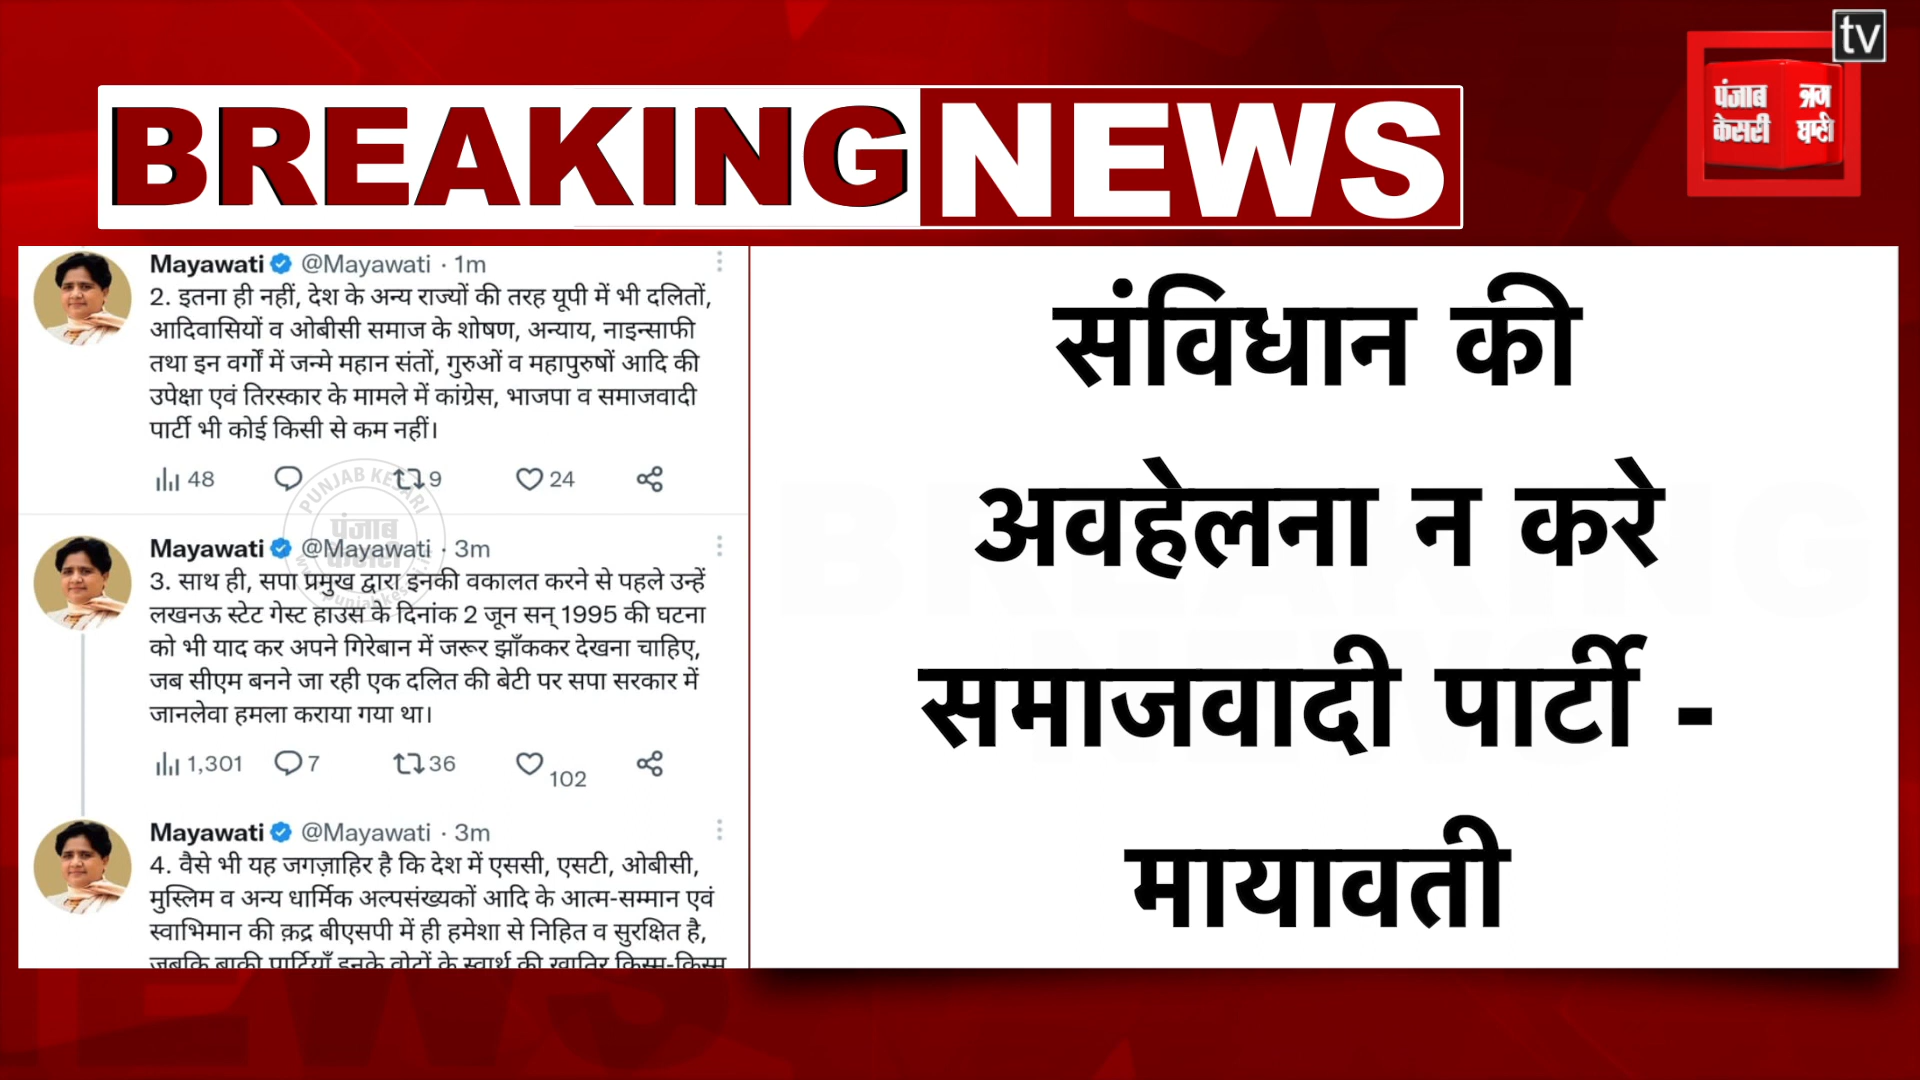 tv
पंजाब
केसरी
BREAKING NEWS
Mayawati @Mayawati · 1m
2. इतना ही नहीं, देश के अन्य राज्यों की तरह यूपी में भी दलितों,
आदिवासियों व ओबीसी समाज के शोषण, अन्याय, नाइन्साफी
तथा इन वर्गों में जन्मे महान संतों, गुरुओं व महापुरुषों आदि की
उपेक्षा एवं तिरस्कार के मामले में कांग्रेस, भाजपा व समाजवादी
पार्टी भी कोई किसी से कम नहीं।
48 9 24
PUNJAB KESARI
पंजाब
केसरी
Mayawati @Mayawati · 3m
3. साथ ही, सपा प्रमुख द्वारा इनकी वकालत करने से पहले उन्हें
लखनऊ स्टेट गेस्ट हाउस के दिनांक 2 जून सन् 1995 की घटना
को भी याद कर अपने गिरेबान में जरूर झाँककर देखना चाहिए,
जब सीएम बनने जा रही एक दलित की बेटी पर सपा सरकार में
जानलेवा हमला कराया गया था।
1,301 7 36 102
Mayawati @Mayawati · 3m
4. वैसे भी यह जगज़ाहिर है कि देश में एससी, एसटी, ओबीसी,
मुस्लिम व अन्य धार्मिक अल्पसंख्यकों आदि के आत्म-सम्मान एवं
स्वाभिमान की क़द्र बीएसपी में ही हमेशा से निहित व सुरक्षित है,
जबकि बाकी पार्टियाँ इनके वोटों के स्वार्थ की खातिर किस्म-किस्म
संविधान की
अवहेलना न करे
समाजवादी पार्टी -
मायावती